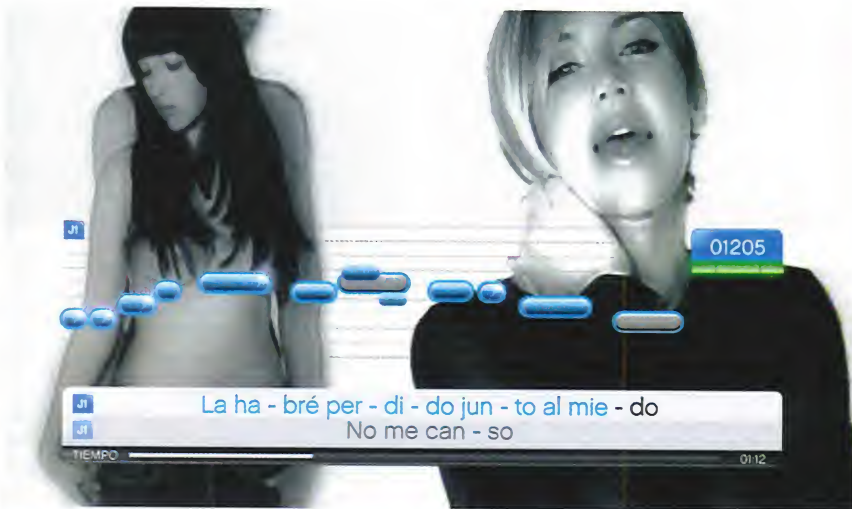 J1
01205
J1 La ha - bré per - di - do jun - to al mie - do
J1 No me can - so
TIEMPO 01:12